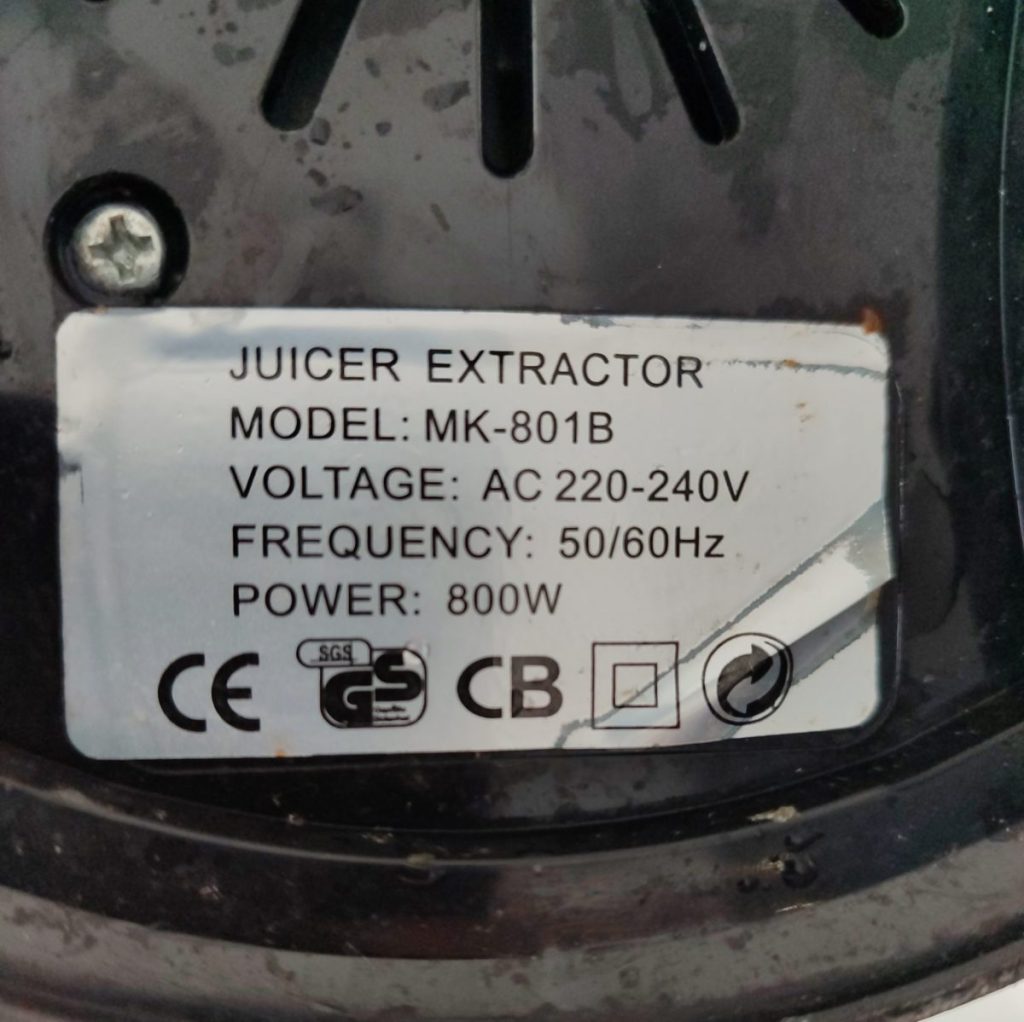 JUICER EXTRACTOR
MODEL: MK-801B
VOLTAGE: AC 220-240V
FREQUENCY: 50/60Hz
POWER: 800W
CE SGS GS CB